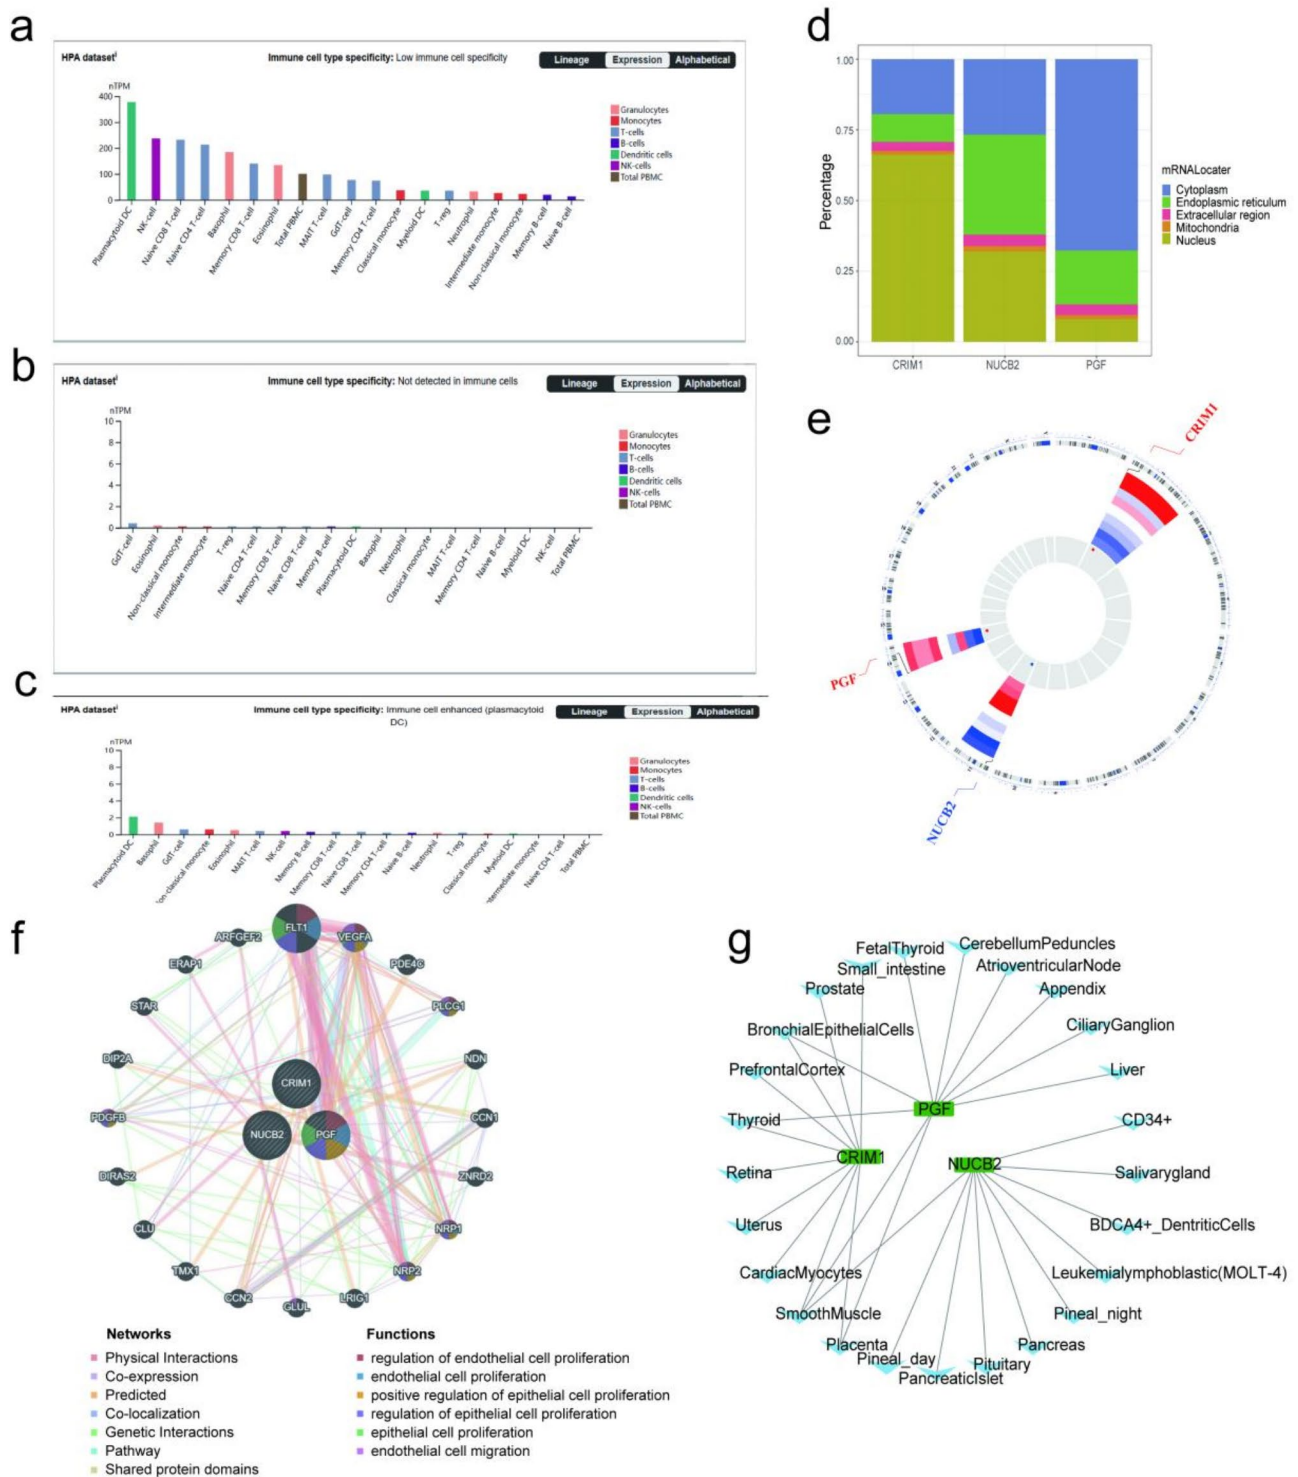 a
HPA datasetⁱ
Immune cell type specificity: Low immune cell specificity
Lineage Expression Alphabetical
nTPM
400
300
200
100
0
Plasmacytoid DC
NK-cell
Naive CD8 T-cell
Naive CD4 T-cell
Basophil
Memory CD8 T-cell
Eosinophil
Total PBMC
MAIT T-cell
GdT-cell
Memory CD4 T-cell
Classical monocyte
Myeloid DC
T-reg
Neutrophil
Intermediate monocyte
Non-classical monocyte
Memory B-cell
Naive B-cell
Granulocytes
Monocytes
T-cells
B-cells
Dendritic cells
NK-cells
Total PBMC
b
HPA datasetⁱ
Immune cell type specificity: Not detected in immune cells
Lineage Expression Alphabetical
nTPM
10
8
6
4
2
0
GdT-cell
Eosinophil
Non-classical monocyte
Intermediate monocyte
T-reg
Naive CD4 T-cell
Memory CD8 T-cell
Naive CD8 T-cell
Memory B-cell
Plasmacytoid DC
Basophil
Neutrophil
Classical monocyte
MAIT T-cell
Memory CD4 T-cell
Naive B-cell
Myeloid DC
NK-cell
Total PBMC
Granulocytes
Monocytes
T-cells
B-cells
Dendritic cells
NK-cells
Total PBMC
c
HPA datasetⁱ
Immune cell type specificity: Immune cell enhanced (plasmacytoid
DC)
Lineage Expression Alphabetical
nTPM
10
8
6
4
2
0
Plasmacytoid DC
Basophil
GdT-cell
Non-classical monocyte
Eosinophil
MAIT T-cell
NK-cell
Memory B-cell
Memory CD8 T-cell
Naive CD8 T-cell
Memory CD4 T-cell
Naive B-cell
Neutrophil
T-reg
Classical monocyte
Myeloid DC
ntermediate monocyte
Naive CD4 T-cell
Total PBMC
Granulocytes
Monocytes
T-cells
B-cells
Dendritic cells
NK-cells
Total PBMC
d
Percentage
1.00
0.75
0.50
0.25
0.00
CRIM1
NUCB2
PGF
mRNALocater
Cytoplasm
Endoplasmic reticulum
Extracellular region
Mitochondria
Nucleus
e
CRIM1
PGF
NUCB2
f
FLT1
VEGFA
ARFGEF2
PDE4C
ERAP1
PLCG1
STAR
DIP2A
NDN
CRIM1
PDGFB
CCN1
NUCB2
PGF
DIRAS2
ZNRD2
CLU
NRP1
TMX1
NRP2
CCN2
LRIG1
GLUL
Networks
Physical Interactions
Co-expression
Predicted
Co-localization
Genetic Interactions
Pathway
Shared protein domains
Functions
regulation of endothelial cell proliferation
endothelial cell proliferation
positive regulation of epithelial cell proliferation
regulation of epithelial cell proliferation
epithelial cell proliferation
endothelial cell migration
g
FetalThyroid
CerebellumPeduncles
Small_intestine
AtrioventricularNode
Prostate
Appendix
BronchialEpithelialCells
CiliaryGanglion
PrefrontalCortex
Liver
PGF
Thyroid
CD34+
CRIM1
NUCB2
Retina
Salivarygland
Uterus
BDCA4+_DentriticCells
CardiacMyocytes
Leukemialymphoblastic(MOLT-4)
SmoothMuscle
Pineal_night
Placenta
Pancreas
Pineal_day
Pituitary
PancreaticIslet